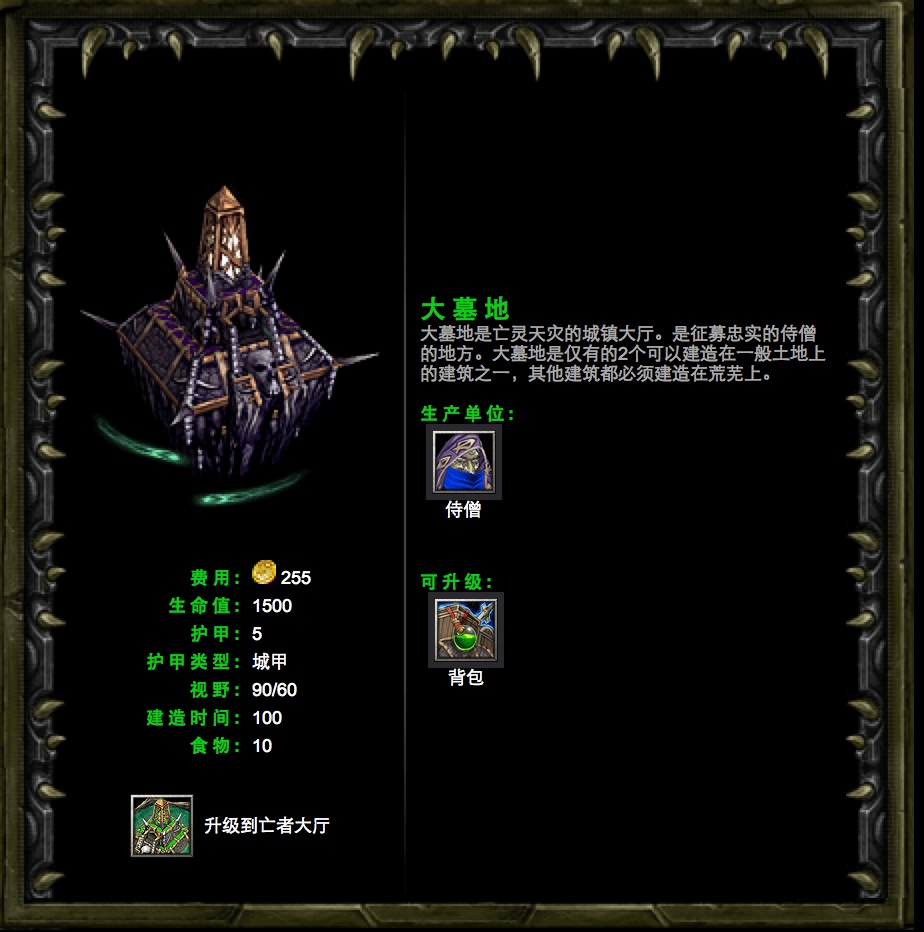 大墓地
大墓地是亡灵天灾的城镇大厅。是征募忠实的侍僧
的地方。大墓地是仅有的2个可以建造在一般土地上
的建筑之一，其他建筑都必须建造在荒芜上。
生产单位：
侍僧
可升级：
背包
费用： 255
生命值： 1500
护甲： 5
护甲类型： 城甲
视野： 90/60
建造时间： 100
食物： 10
升级到亡者大厅